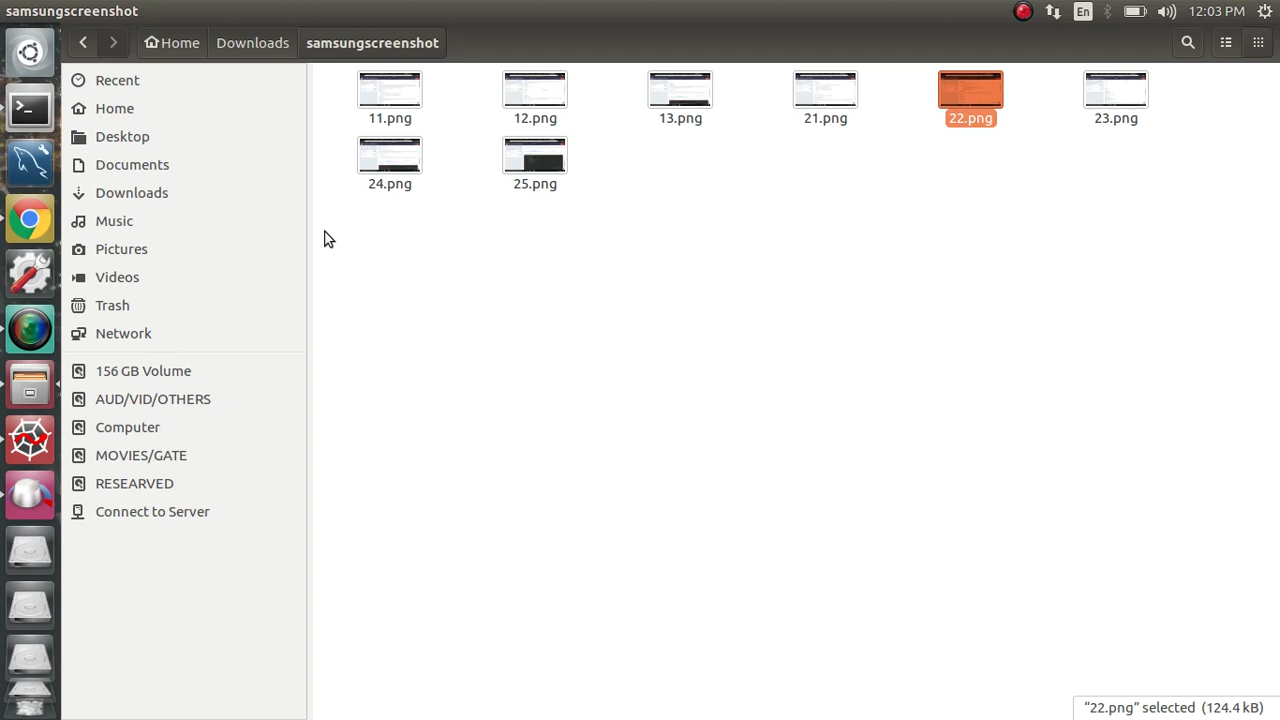 samsungscreenshot
En
12:03 PM
Home
Downloads
samsungscreenshot
Recent
Home
Desktop
Documents
Downloads
Music
Pictures
Videos
Trash
Network
156 GB Volume
AUD/VID/OTHERS
Computer
MOVIES/GATE
RESEARVED
Connect to Server
11.png
12.png
13.png
21.png
22.png
23.png
24.png
25.png
“22.png” selected (124.4 kB)